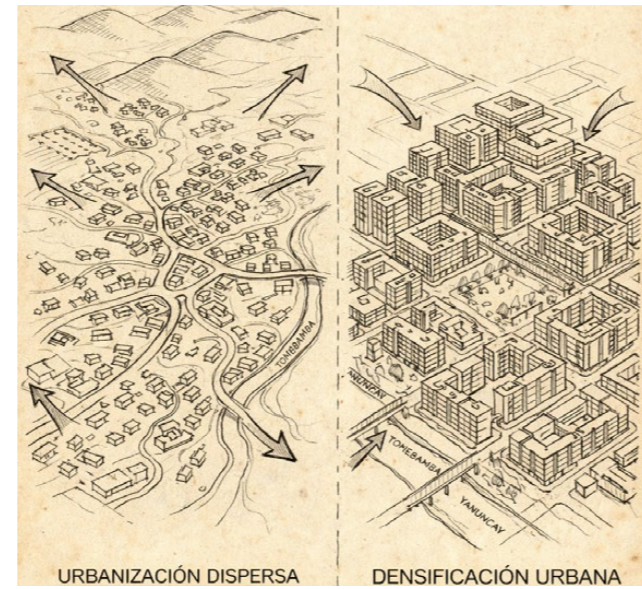 TOMEBAMBA
URBANIZACIÓN DISPERSA
YANUNCAY
TOMEBAMBA
YANUNCAY
DENSIFICACIÓN URBANA